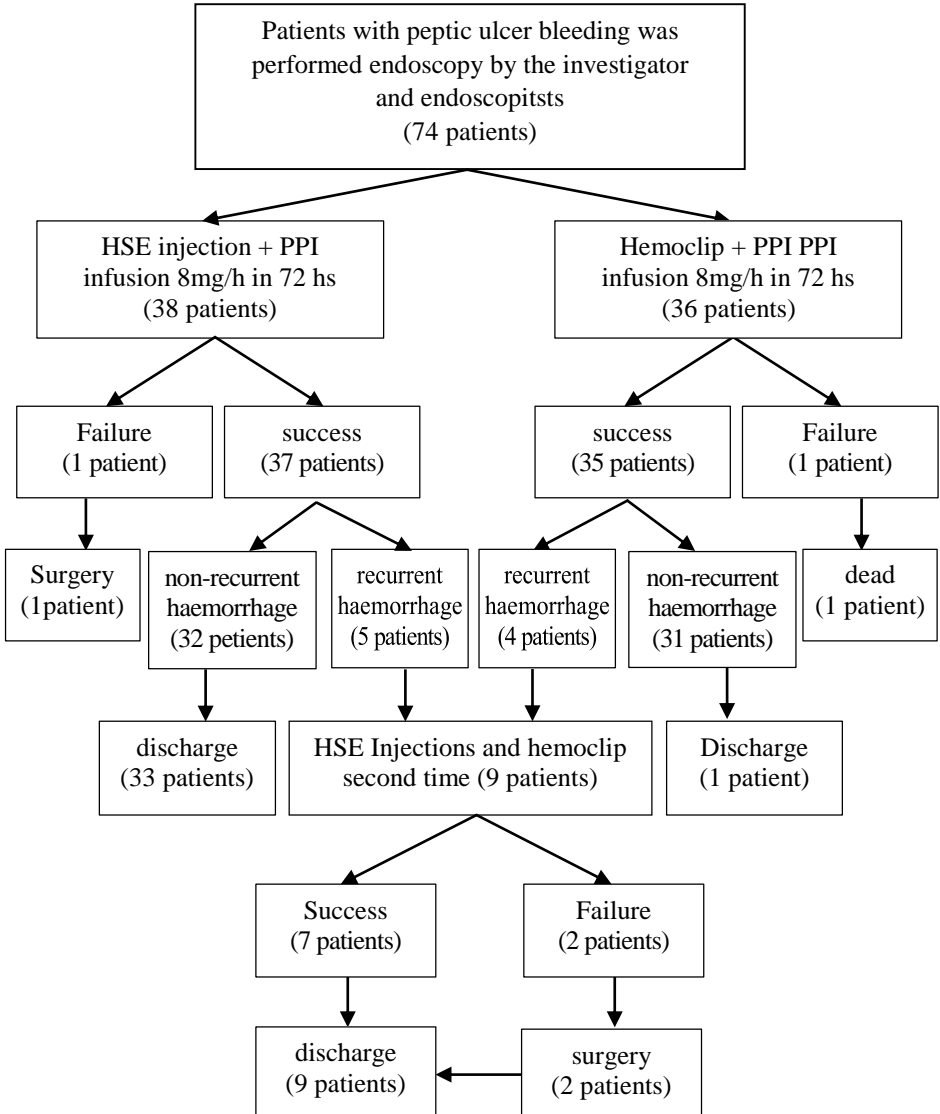 Patients with peptic ulcer bleeding was
performed endoscopy by the investigator
and endoscopitsts
(74 patients)
HSE injection + PPI
infusion 8mg/h in 72 hs
(38 patients)
Hemoclip + PPI PPI
infusion 8mg/h in 72 hs
(36 patients)
Failure
(1 patient)
success
(37 patients)
success
(35 patients)
Failure
(1 patient)
Surgery
(1patient)
non-recurrent
haemorrhage
(32 petients)
recurrent
haemorrhage
(5 patients)
recurrent
haemorrhage
(4 patients)
non-recurrent
haemorrhage
(31 patients)
dead
(1 patient)
discharge
(33 patients)
HSE Injections and hemoclip
second time (9 patients)
Discharge
(1 patient)
Success
(7 patients)
Failure
(2 patients)
discharge
(9 patients)
surgery
(2 patients)